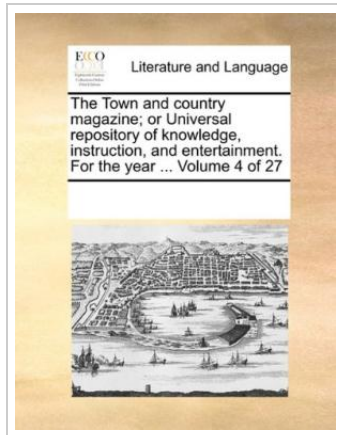 ECCO
Literature and Language
The Town and country
magazine; or Universal
repository of knowledge,
instruction, and entertainment.
For the year ... Volume 4 of 27